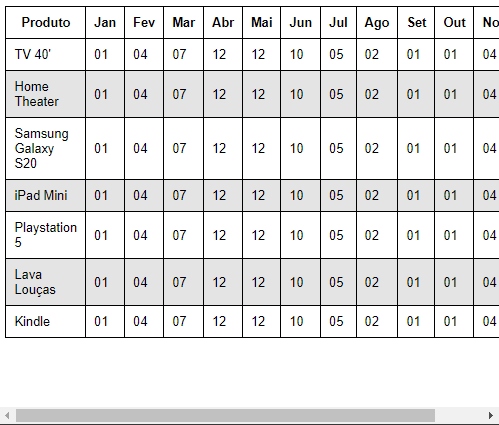 Produto Jan Fev Mar Abr Mai Jun Jul Ago Set Out No
TV 40' 01 04 07 12 12 10 05 02 01 01 04
Home
Theater 01 04 07 12 12 10 05 02 01 01 04
Samsung
Galaxy 01 04 07 12 12 10 05 02 01 01 04
S20
iPad Mini 01 04 07 12 12 10 05 02 01 01 04
Playstation
5 01 04 07 12 12 10 05 02 01 01 04
Lava
Louças 01 04 07 12 12 10 05 02 01 01 04
Kindle 01 04 07 12 12 10 05 02 01 01 04